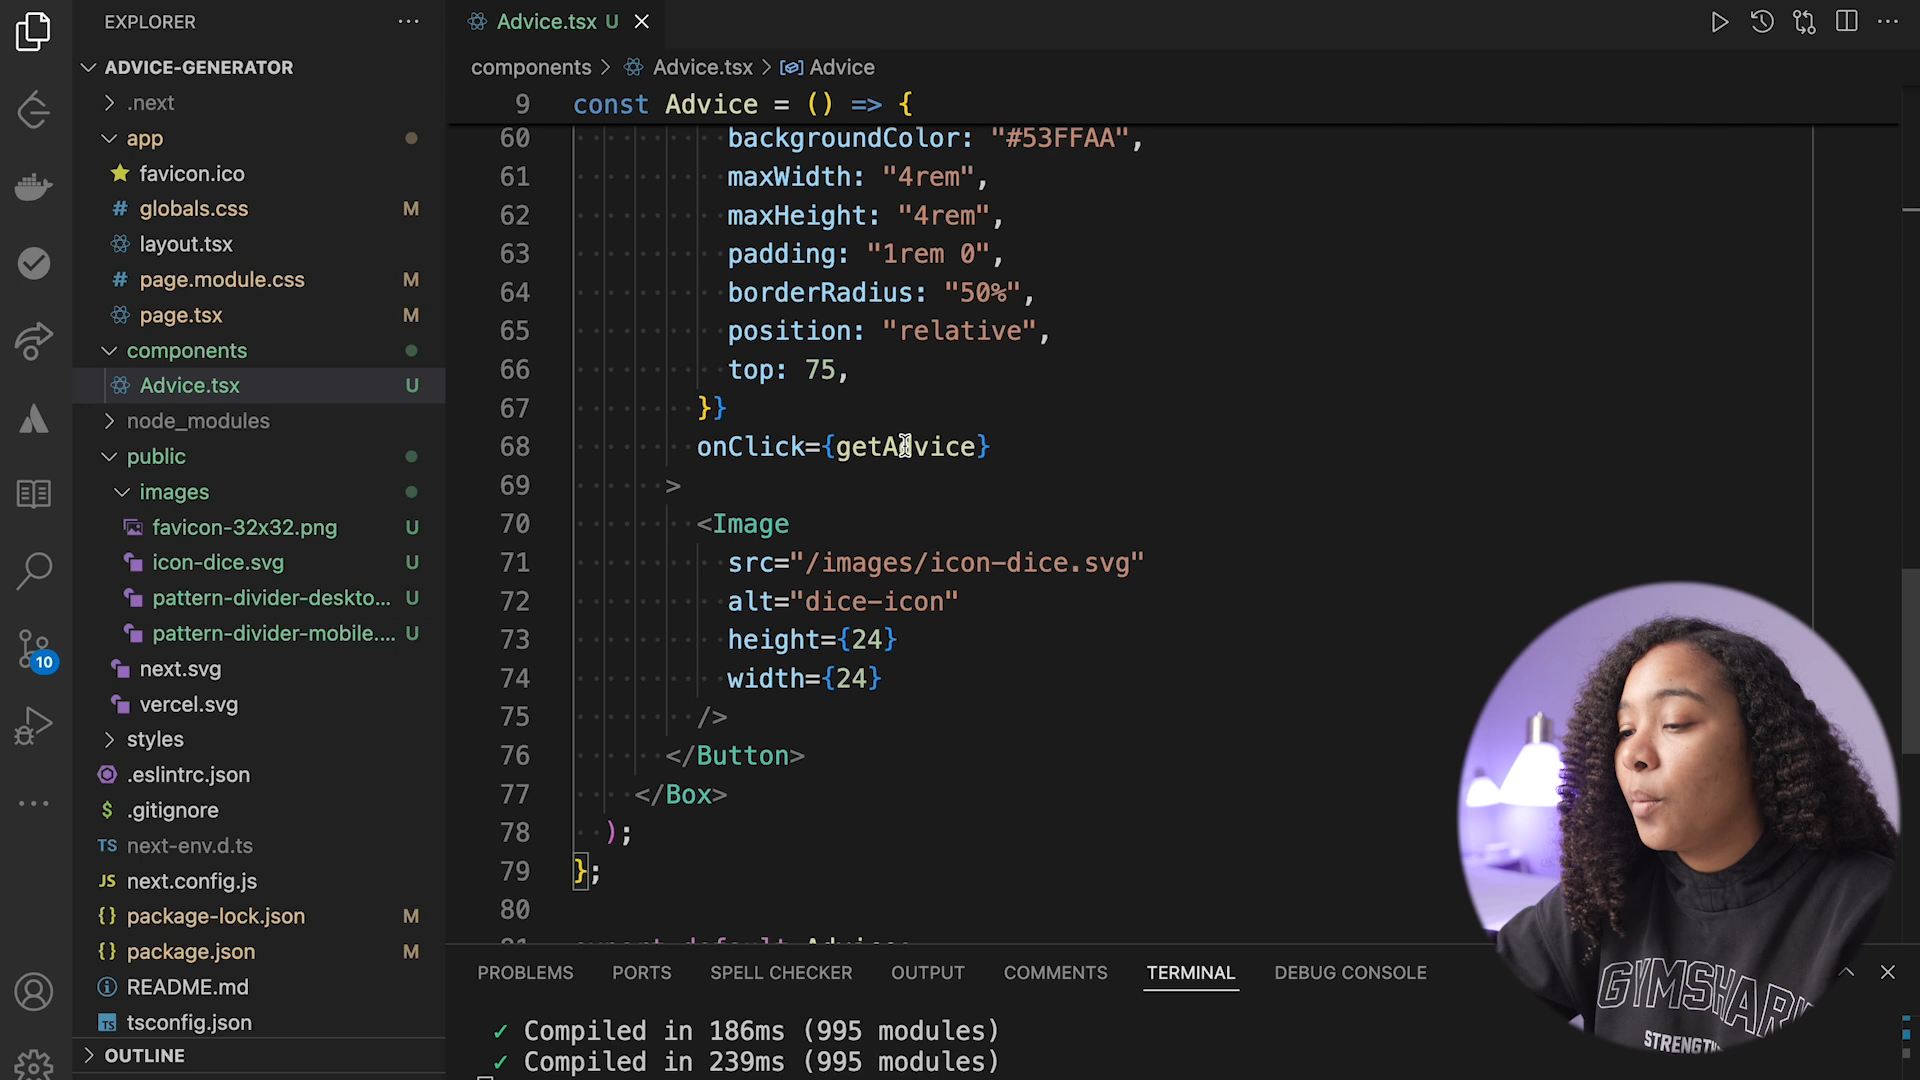 EXPLORER
ADVICE-GENERATOR
.next
app
favicon.ico
globals.css M
layout.tsx
page.module.css M
page.tsx M
components
Advice.tsx U
node_modules
public
images
favicon-32x32.png U
icon-dice.svg U
pattern-divider-deskto... U
pattern-divider-mobile.... U
next.svg
vercel.svg
styles
.eslintrc.json
$ .gitignore
TS next-env.d.ts
JS next.config.js
{} package-lock.json M
{} package.json M
README.md
TS tsconfig.json
OUTLINE
10
Advice.tsx U
components > Advice.tsx > Advice
9 const Advice = () => {
60 backgroundColor: "#53FFAA",
61 maxWidth: "4rem",
62 maxHeight: "4rem",
63 padding: "1rem 0",
64 borderRadius: "50%",
65 position: "relative",
66 top: 75,
67 }}
68 onClick={getAdvice}
69 >
70 <Image
71 src="/images/icon-dice.svg"
72 alt="dice-icon"
73 height={24}
74 width={24}
75 />
76 </Button>
77 </Box>
78 );
79 };
80
81 export default Advice
PROBLEMS PORTS SPELL CHECKER OUTPUT COMMENTS TERMINAL DEBUG CONSOLE
✓ Compiled in 186ms (995 modules)
✓ Compiled in 239ms (995 modules)
GYMSHARK
STRENGTH